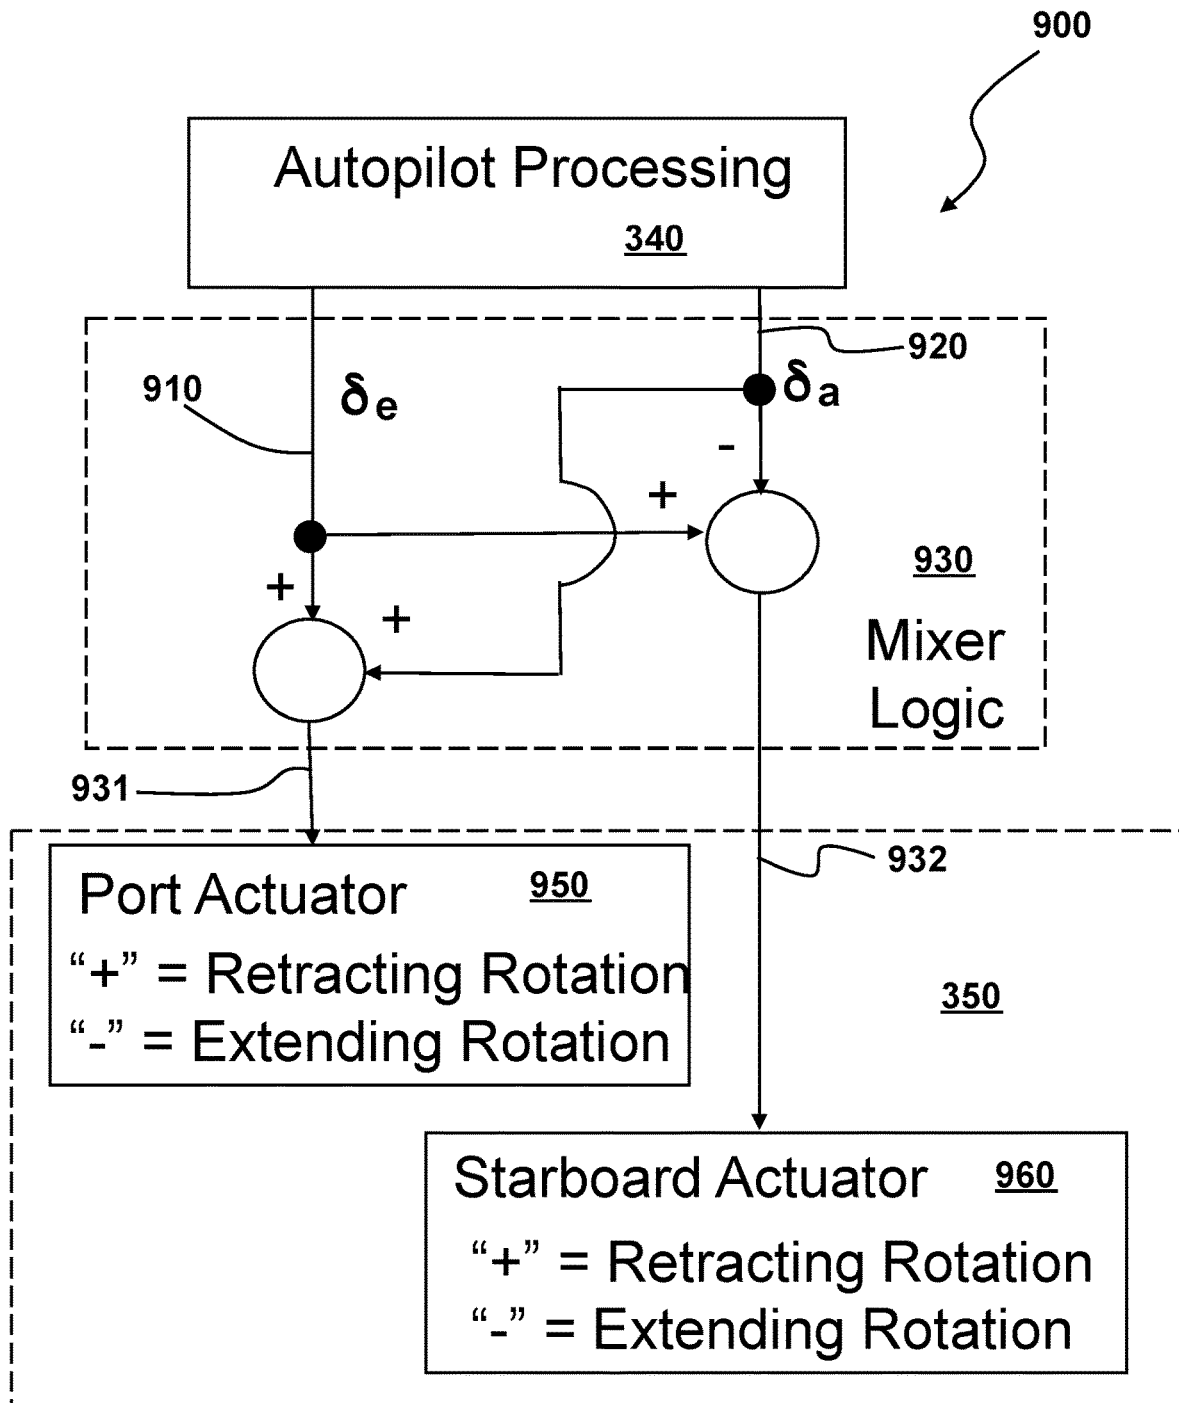 900
Autopilot Processing
340
920
910
δe
δa
-
+
+
+
930
Mixer
Logic
931
932
Port Actuator 950
“+” = Retracting Rotation
“-” = Extending Rotation
350
Starboard Actuator 960
“+” = Retracting Rotation
“-” = Extending Rotation